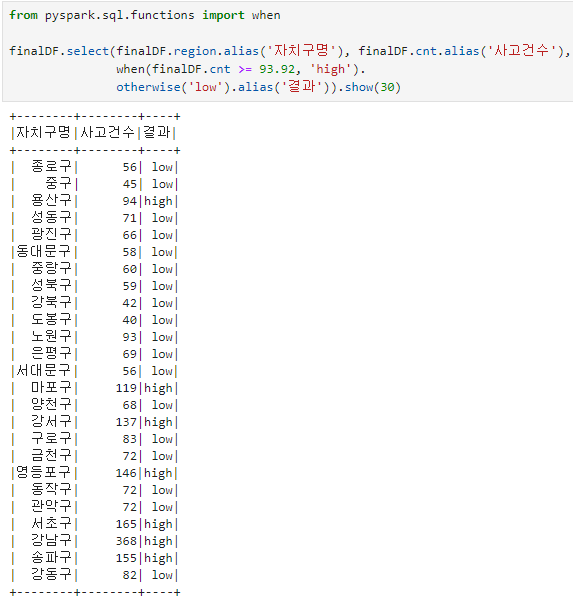 from pyspark.sql.functions import when
finalDF.select(finalDF.region.alias('자치구명'), finalDF.cnt.alias('사고건수'),
when(finalDF.cnt >= 93.92, 'high').
otherwise('low').alias('결과')).show(30)
+--------+--------+----+
|자치구명|사고건수|결과|
+--------+--------+----+
|  종로구|      56| low|
|    중구|      45| low|
|  용산구|      94|high|
|  성동구|      71| low|
|  광진구|      66| low|
|동대문구|      58| low|
|  중랑구|      60| low|
|  성북구|      59| low|
|  강북구|      42| low|
|  도봉구|      40| low|
|  노원구|      93| low|
|  은평구|      69| low|
|서대문구|      56| low|
|  마포구|     119|high|
|  양천구|      68| low|
|  강서구|     137|high|
|  구로구|      83| low|
|  금천구|      72| low|
|영등포구|     146|high|
|  동작구|      72| low|
|  관악구|      72| low|
|  서초구|     165|high|
|  강남구|     368|high|
|  송파구|     155|high|
|  강동구|      82| low|
+--------+--------+----+